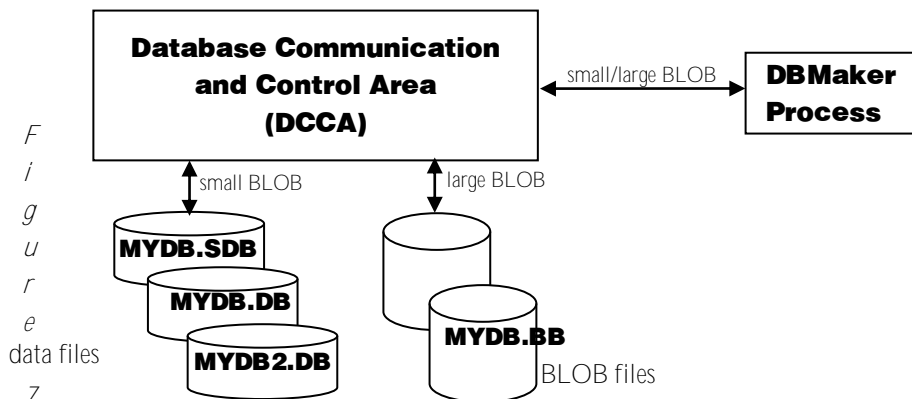 Database Communication
and Control Area
(DCCA)
small/large BLOB
DBMaker
Process
small BLOB
large BLOB
MYDB.SDB
MYDB.DB
MYDB2.DB
MYDB.BB
data files
BLOB files
F
i
g
u
r
e
7